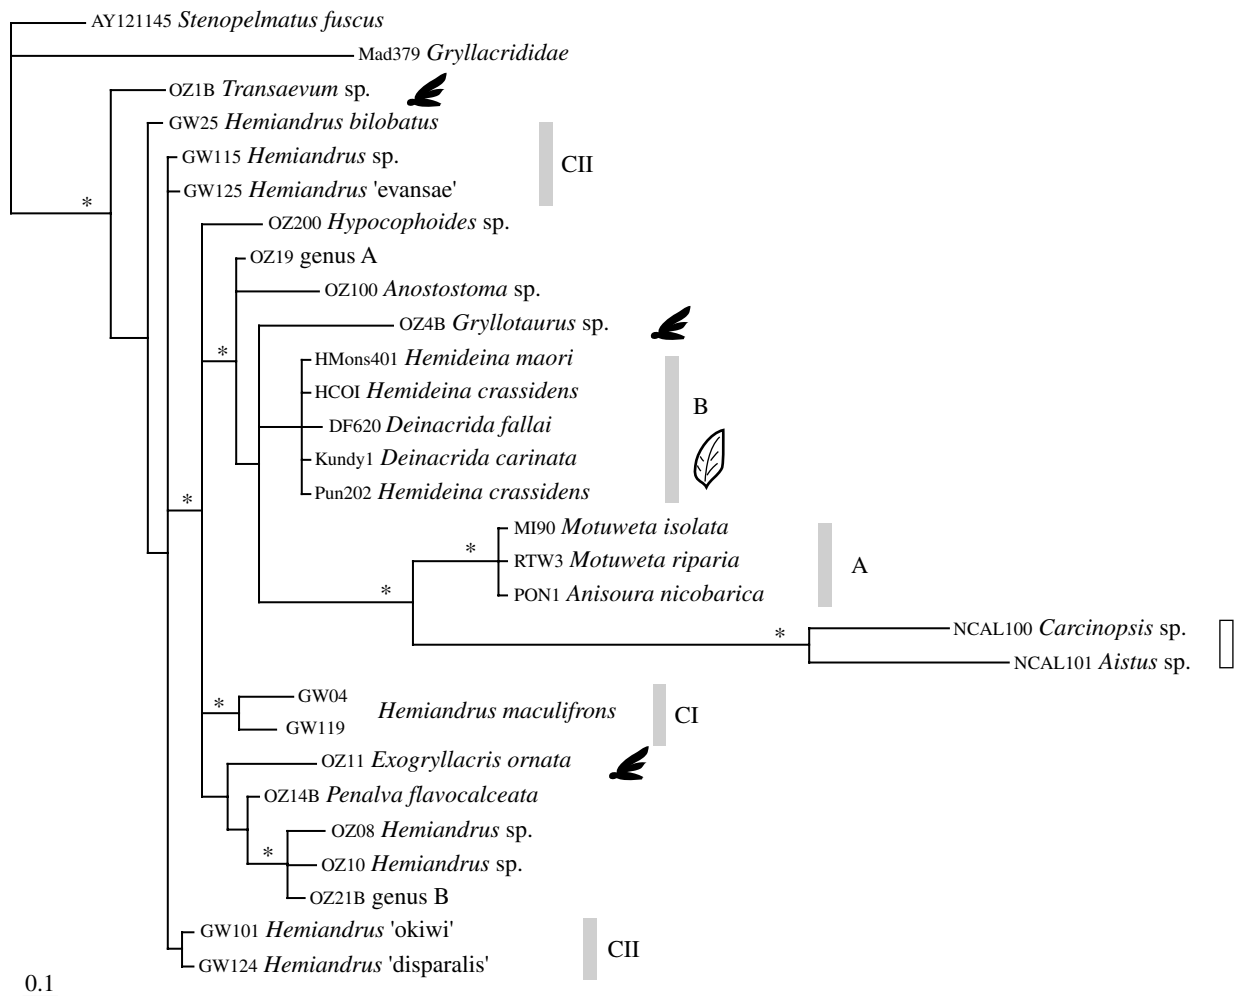 AY121145 Stenopelmatus fuscus
Mad379 Gryllacrididae
OZ1B Transaevum sp.
GW25 Hemiandrus bilobatus
GW115 Hemiandrus sp.
CII
GW125 Hemiandrus 'evansae'
*
OZ200 Hypocophoides sp.
OZ19 genus A
OZ100 Anostostoma sp.
OZ4B Gryllotaurus sp.
*
HMons401 Hemideina maori
HCOI Hemideina crassidens
B
DF620 Deinacrida fallai
Kundy1 Deinacrida carinata
Pun202 Hemideina crassidens
*
MI90 Motuweta isolata
*
RTW3 Motuweta riparia
A
*
PON1 Anisoura nicobarica
NCAL100 Carcinopsis sp.
*
NCAL101 Aistus sp.
GW04
*
Hemiandrus maculifrons
CI
GW119
OZ11 Exogryllacris ornata
OZ14B Penalva flavocalceata
OZ08 Hemiandrus sp.
*
OZ10 Hemiandrus sp.
OZ21B genus B
GW101 Hemiandrus 'okiwi'
CII
GW124 Hemiandrus 'disparalis'
0.1